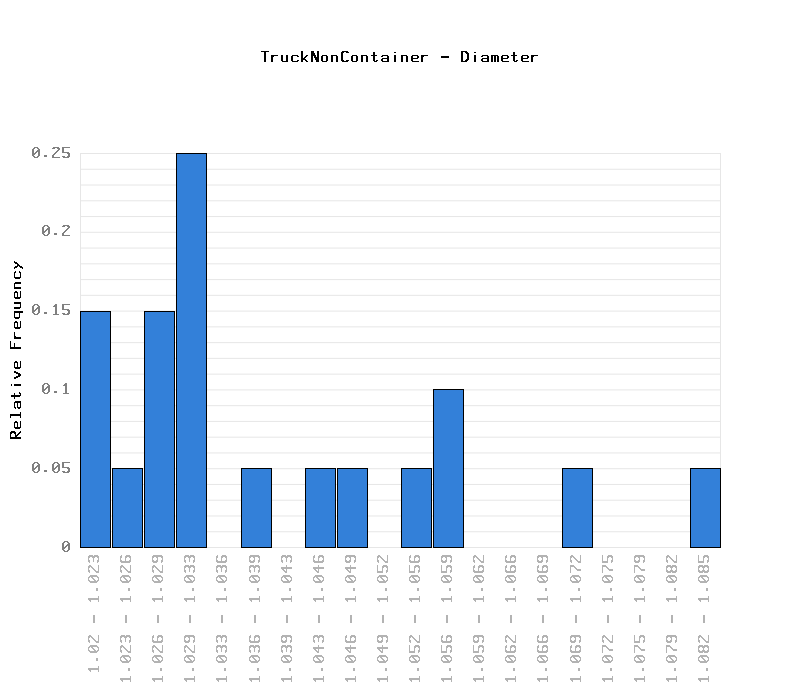 TruckNonContainer - Diameter
Relative Frequency
0.25
0.2
0.15
0.1
0.05
0
1.02 - 1.023
1.023 - 1.026
1.026 - 1.029
1.029 - 1.033
1.033 - 1.036
1.036 - 1.039
1.039 - 1.043
1.043 - 1.046
1.046 - 1.049
1.049 - 1.052
1.052 - 1.056
1.056 - 1.059
1.059 - 1.062
1.062 - 1.066
1.066 - 1.069
1.069 - 1.072
1.072 - 1.075
1.075 - 1.079
1.079 - 1.082
1.082 - 1.085